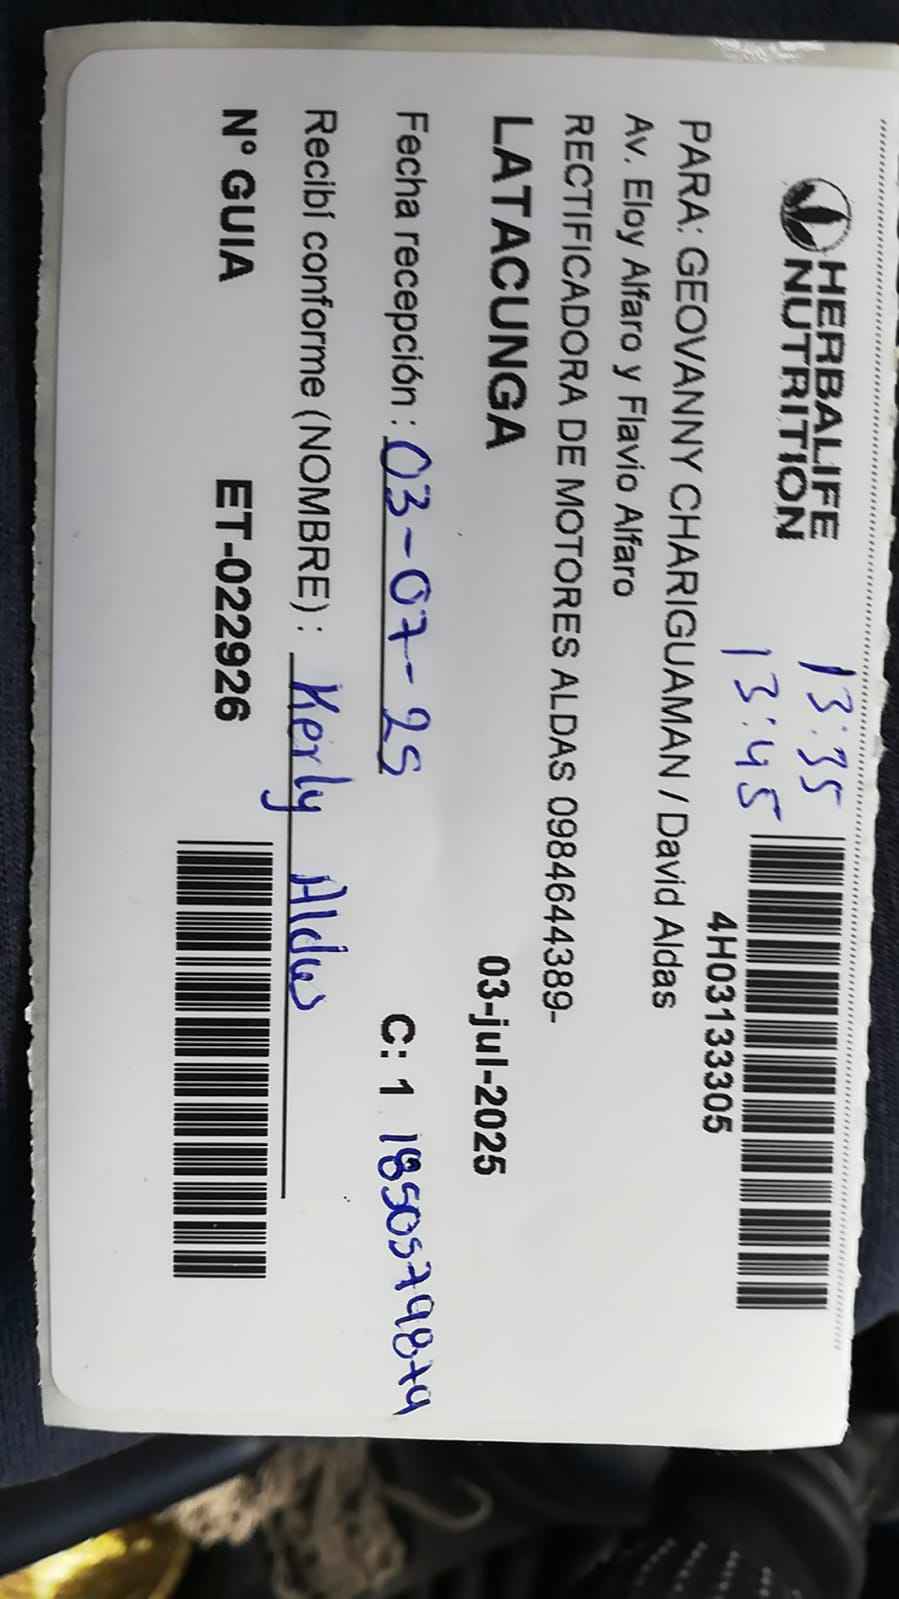 HERBALIFE
NUTRITION
13:35
13:45
4H03133305
PARA: GEOVANNY CHARIGUAMAN / David Aldas
Av. Eloy Alfaro y Flavio Alfaro
RECTIFICADORA DE MOTORES ALDAS 0984644389-
LATACUNGA 03-jul-2025
Fecha recepción : 03-07-25 C: 1 1850579874
Recibí conforme (NOMBRE) : Kerly Aldas
N° GUIA ET-022926